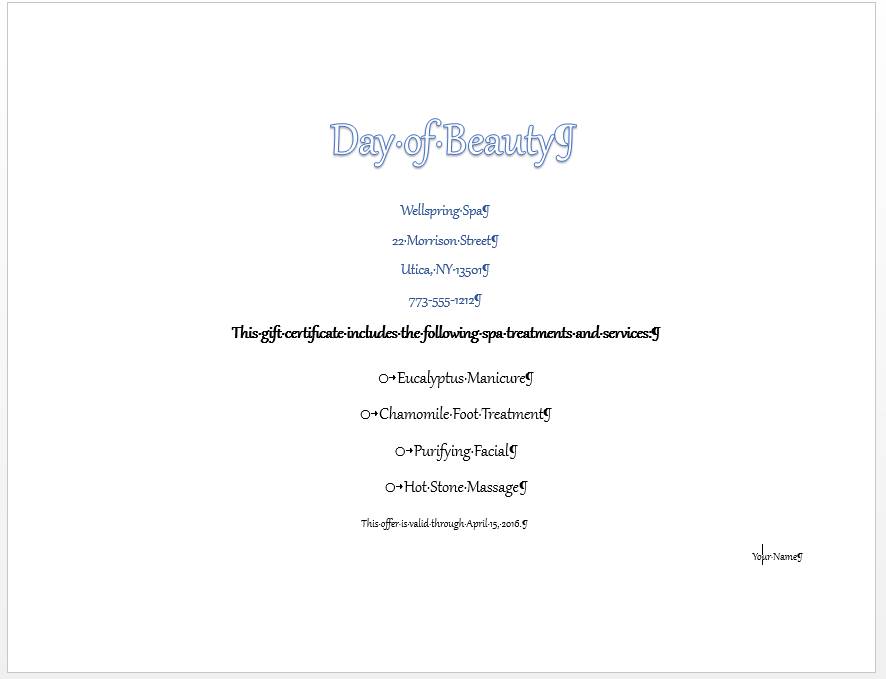 Day of Beauty¶
Wellspring Spa¶
22 Morrison Street¶
Utica, NY 13501¶
773-555-1212¶
This gift certificate includes the following spa treatments and services:¶
○→Eucalyptus Manicure¶
○→Chamomile Foot Treatment¶
○→Purifying Facial¶
○→Hot Stone Massage¶
This offer is valid through April 15, 2016.¶
Your Name¶